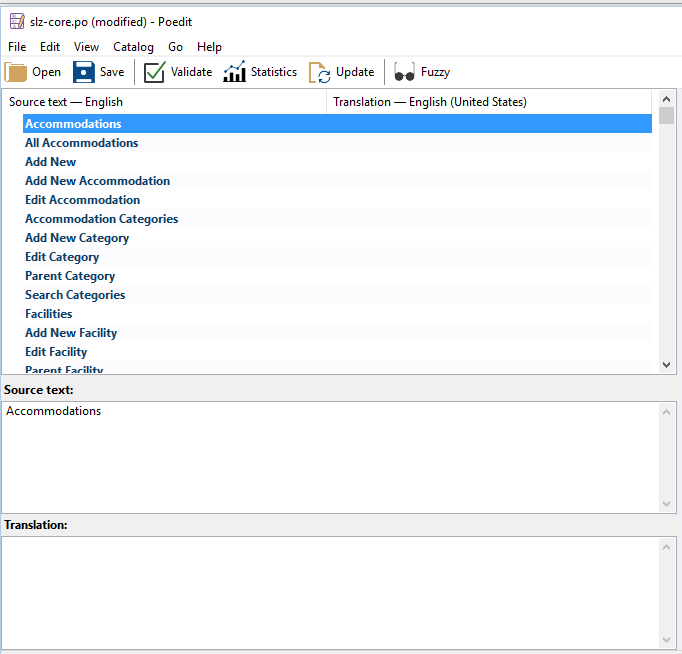 slz-core.po (modified) - Poedit
File Edit View Catalog Go Help
Open Save Validate Statistics Update Fuzzy
Source text — English Translation — English (United States)
Accommodations
All Accommodations
Add New
Add New Accommodation
Edit Accommodation
Accommodation Categories
Add New Category
Edit Category
Parent Category
Search Categories
Facilities
Add New Facility
Edit Facility
Parent Facility
Source text:
Accommodations
Translation: